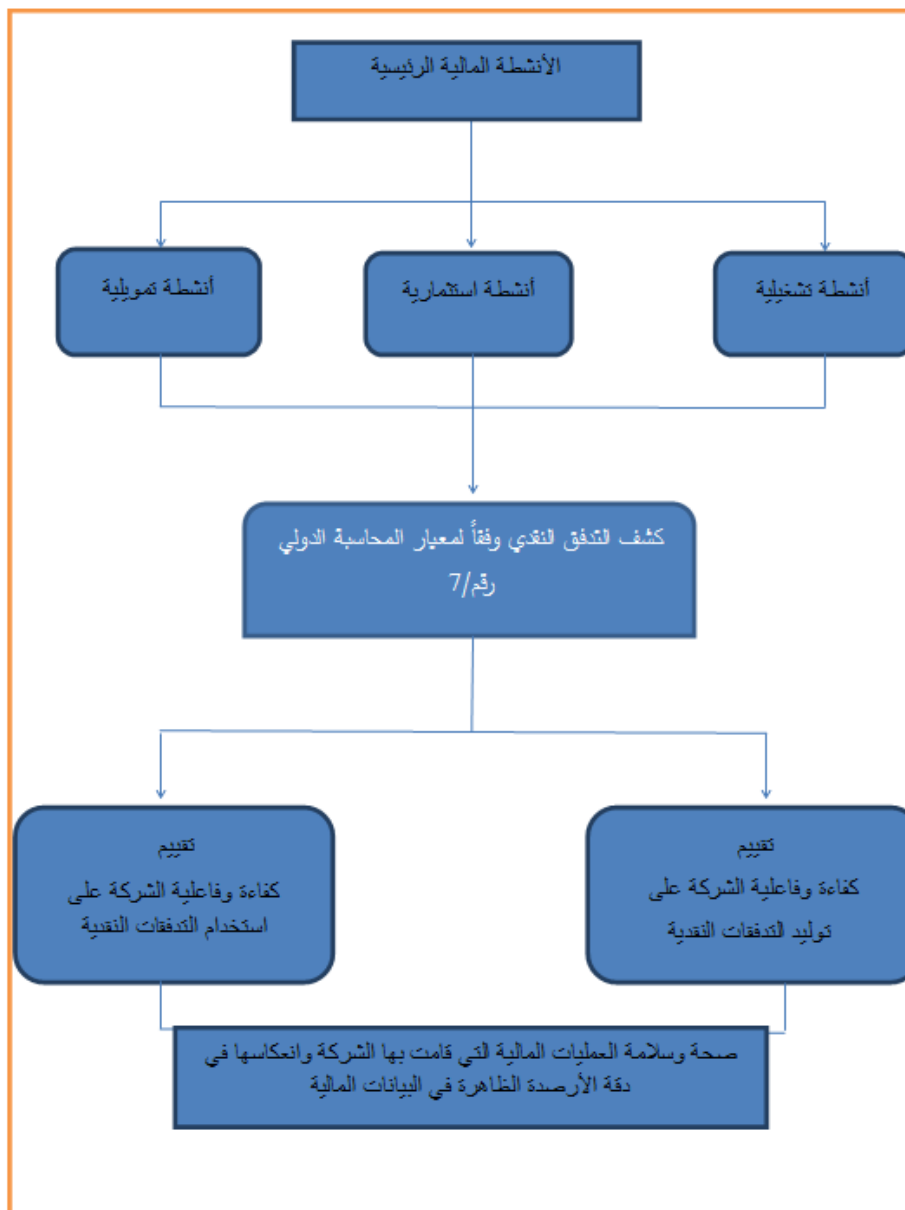 الأنشطة المالية الرئيسية
أنشطة تشغيلية
أنشطة استثمارية
أنشطة تمويلية
كشف التدفق النقدي وفقاً لمعيار المحاسبة الدولي
رقم/7
تقييم
كفاءة وفاعلية الشركة على
توليد التدفقات النقدية
تقييم
كفاءة وفاعلية الشركة على
استخدام التدفقات النقدية
صحة وسلامة العمليات المالية التي قامت بها الشركة وانعكاسها في
دقة الأرصدة الظاهرة في البيانات المالية